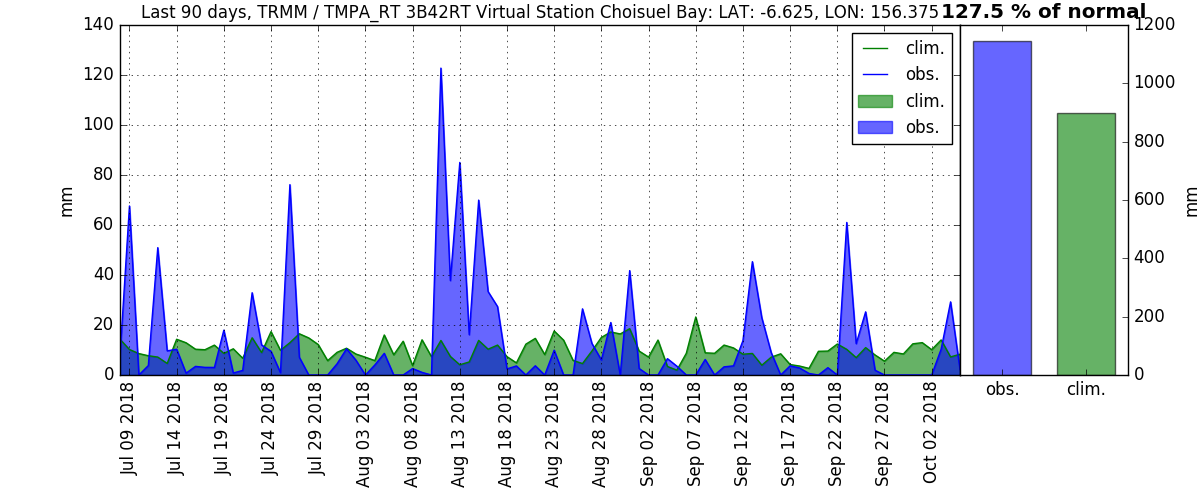 Last 90 days, TRMM / TMPA_RT 3B42RT Virtual Station Choisuel Bay: LAT: -6.625, LON: 156.375
127.5 % of normal
140
120
100
80
60
40
20
0
mm
clim.
obs.
clim.
obs.
Jul 09 2018
Jul 14 2018
Jul 19 2018
Jul 24 2018
Jul 29 2018
Aug 03 2018
Aug 08 2018
Aug 13 2018
Aug 18 2018
Aug 23 2018
Aug 28 2018
Sep 02 2018
Sep 07 2018
Sep 12 2018
Sep 17 2018
Sep 22 2018
Sep 27 2018
Oct 02 2018
1200
1000
800
600
400
200
0
mm
obs.
clim.